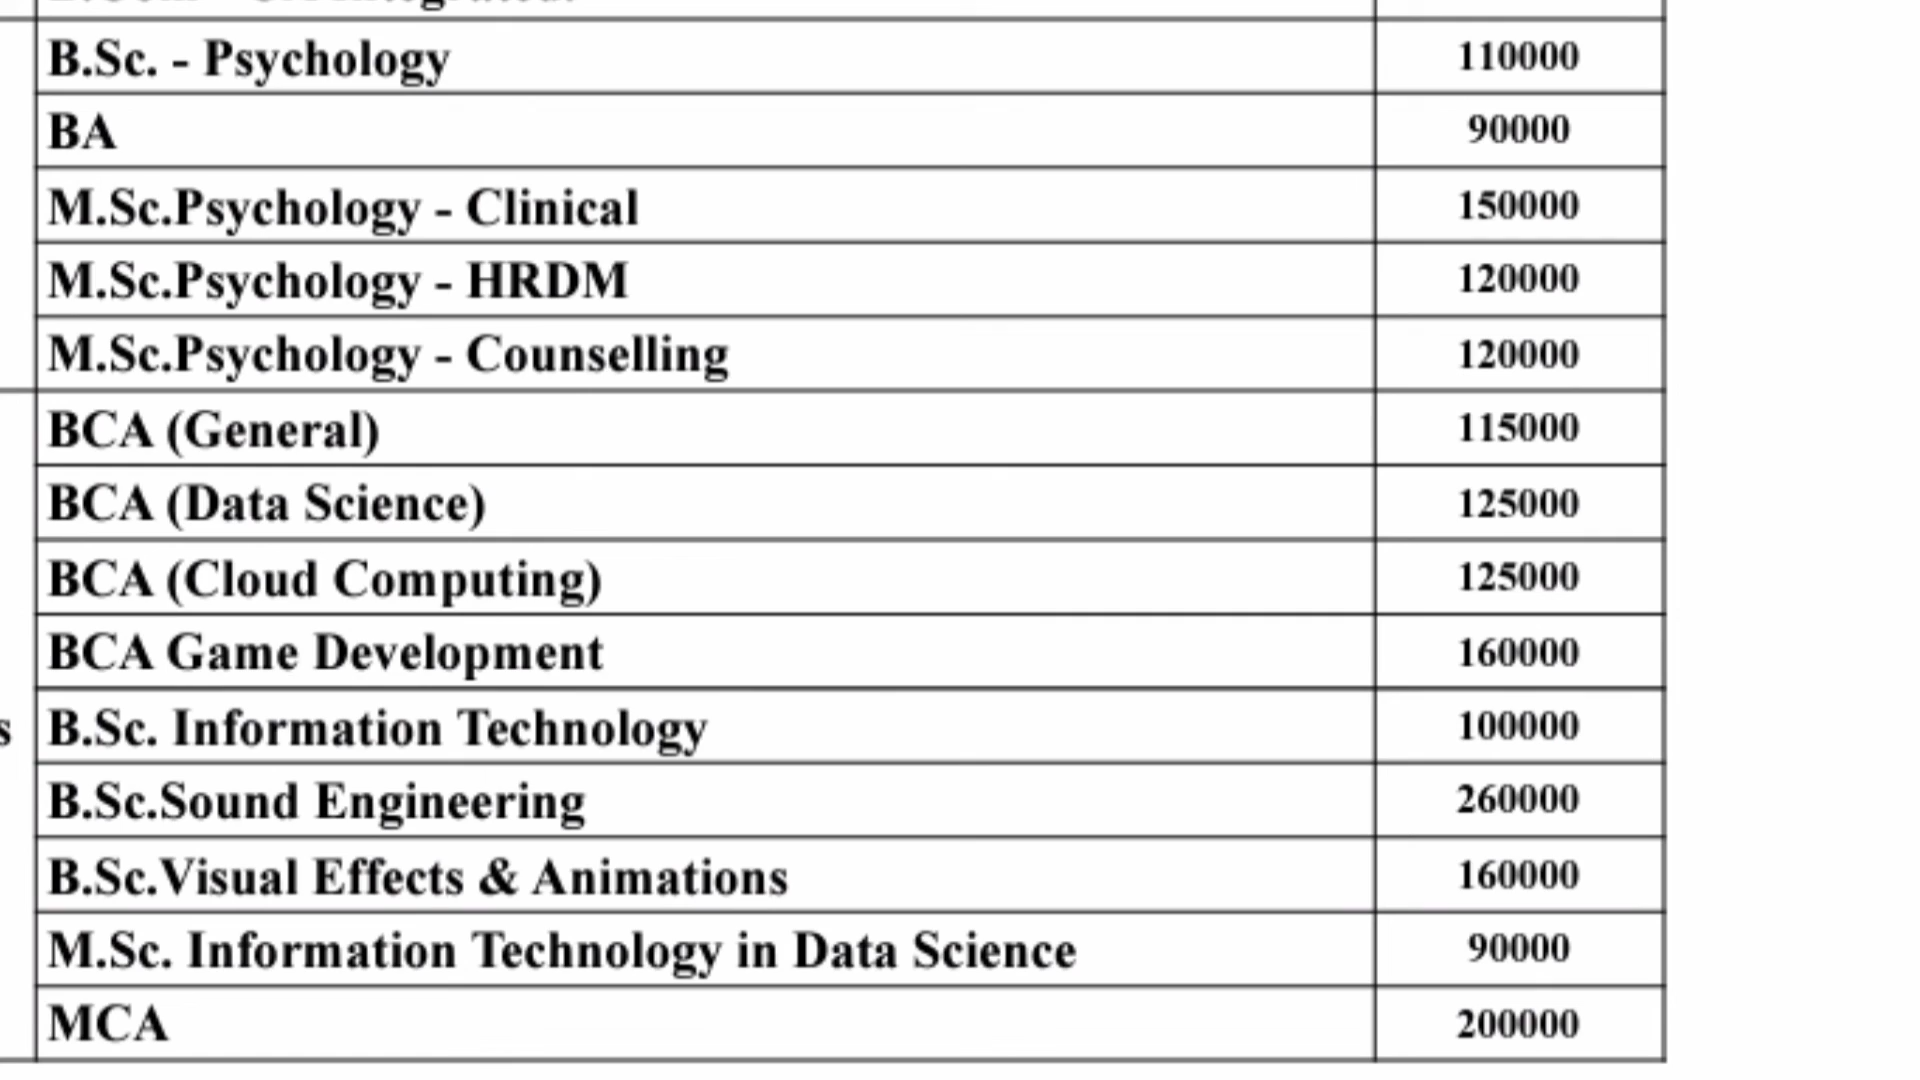 B.Sc. - Psychology 110000
BA 90000
M.Sc.Psychology - Clinical 150000
M.Sc.Psychology - HRDM 120000
M.Sc.Psychology - Counselling 120000
BCA (General) 115000
BCA (Data Science) 125000
BCA (Cloud Computing) 125000
BCA Game Development 160000
s B.Sc. Information Technology 100000
B.Sc.Sound Engineering 260000
B.Sc.Visual Effects & Animations 160000
M.Sc. Information Technology in Data Science 90000
MCA 200000